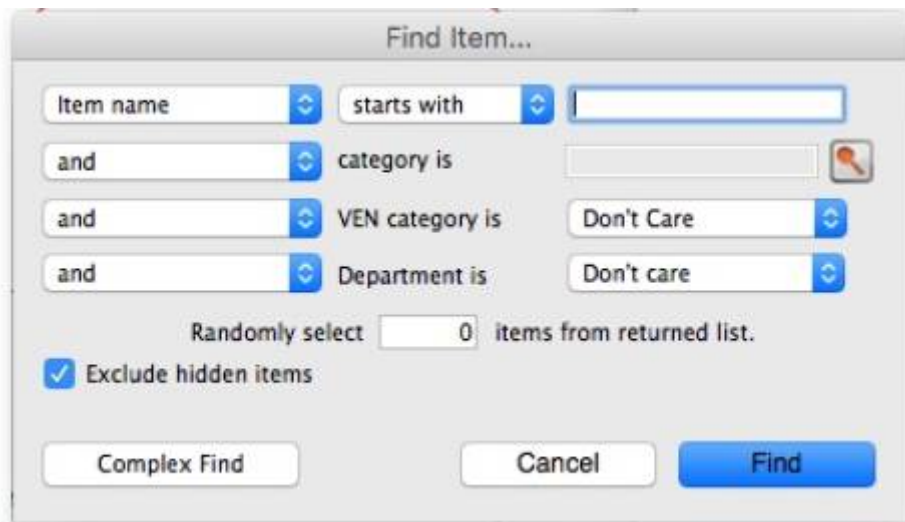 Find Item...
Item name starts with
and category is
and VEN category is Don't Care
and Department is Don't care
Randomly select 0 items from returned list.
Exclude hidden items
Complex Find Cancel Find